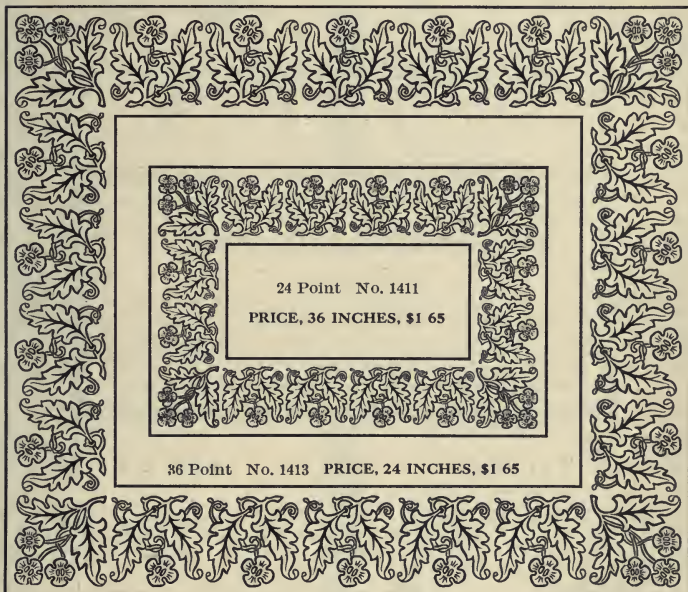 24 Point No. 1411
PRICE, 36 INCHES, $1 65
36 Point No. 1413 PRICE, 24 INCHES, $1 65